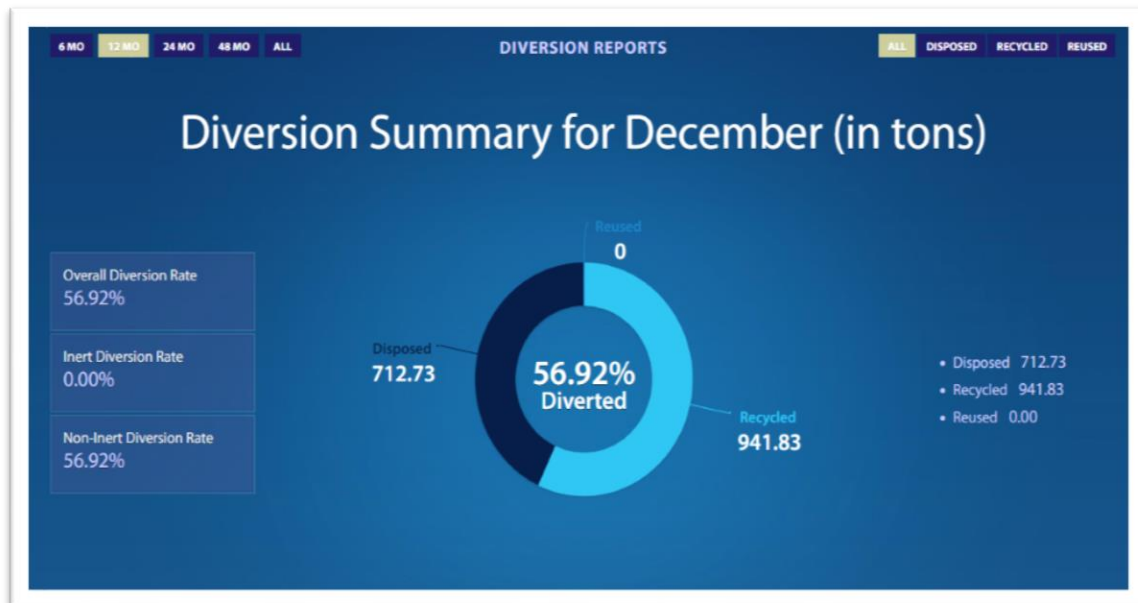 6 MO 12 MO 24 MO 48 MO ALL DIVERSION REPORTS ALL DISPOSED RECYCLED REUSED
Diversion Summary for December (in tons)
Overall Diversion Rate
56.92%
Inert Diversion Rate
0.00%
Non-Inert Diversion Rate
56.92%
Reused
0
Disposed
712.73
56.92%
Diverted
Recycled
941.83
• Disposed 712.73
• Recycled 941.83
• Reused 0.00